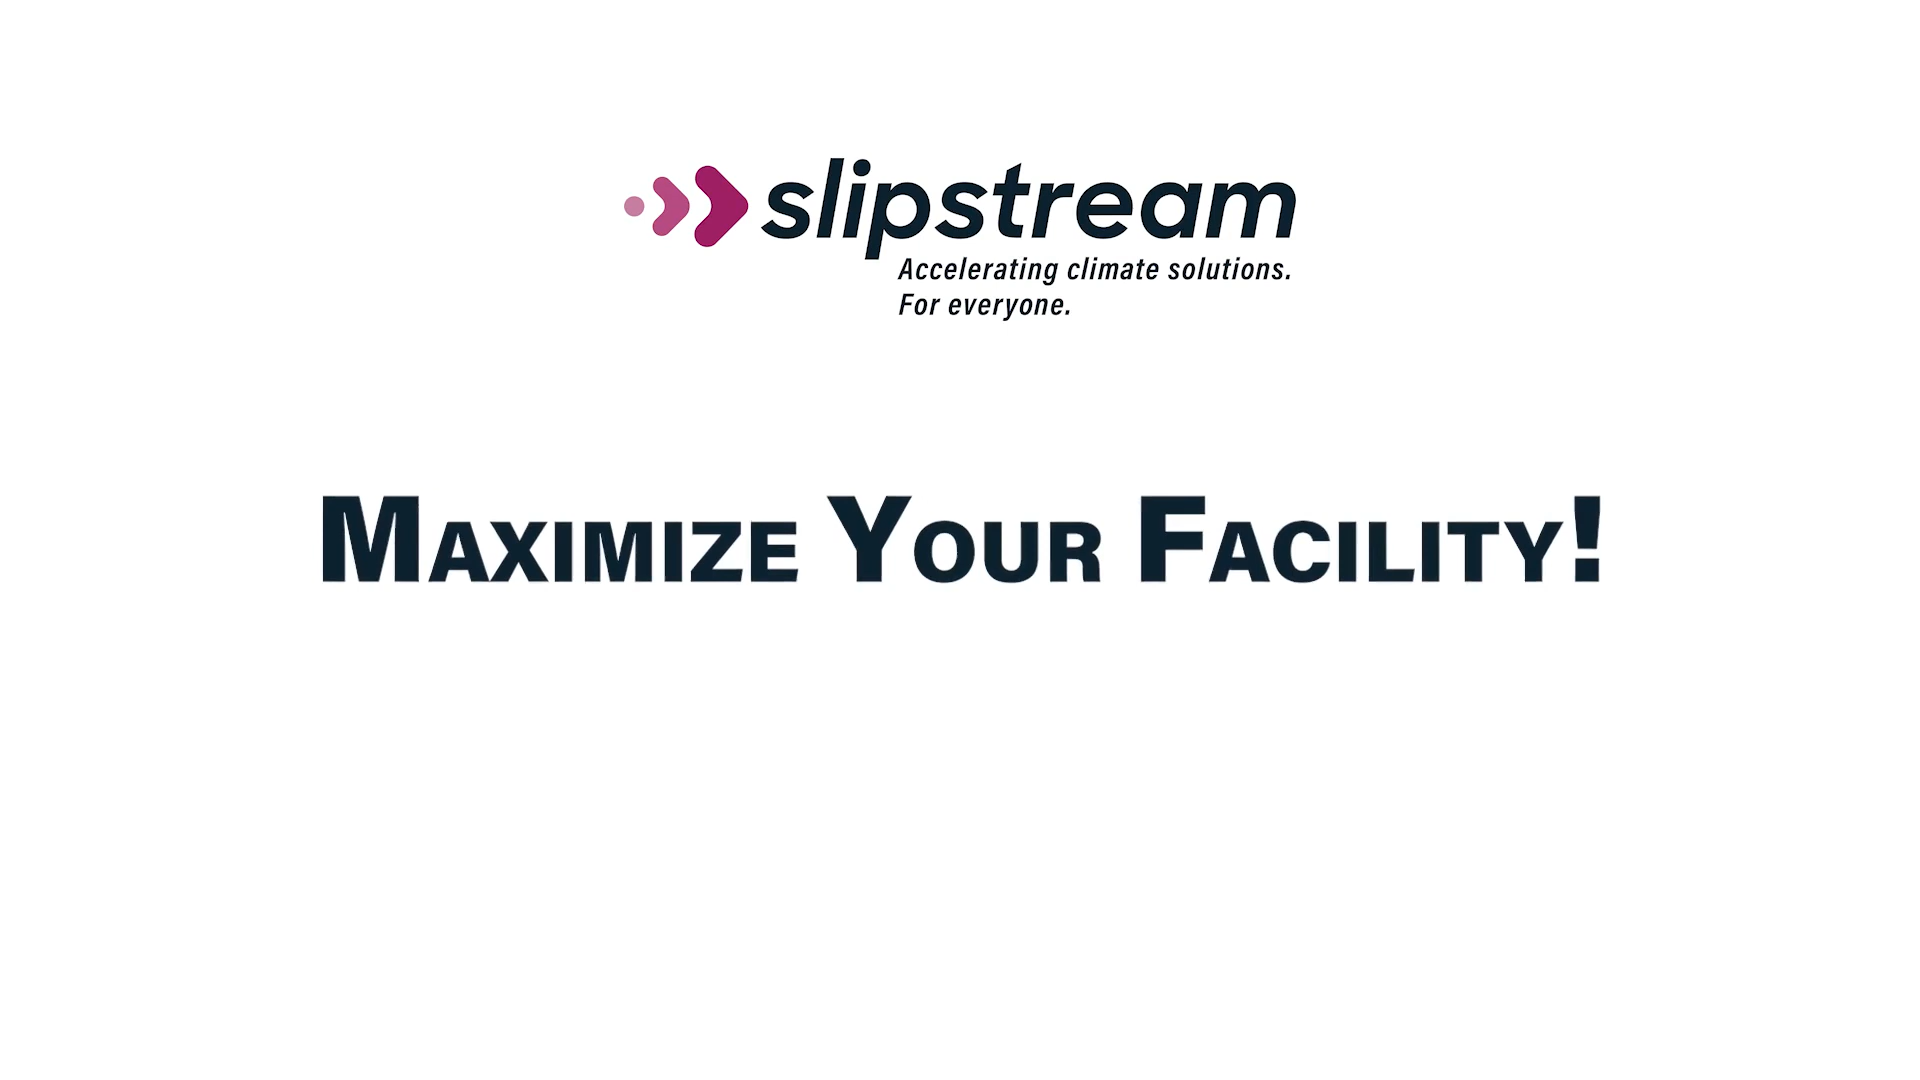 slipstream
Accelerating climate solutions.
For everyone.
Maximize Your Facility!